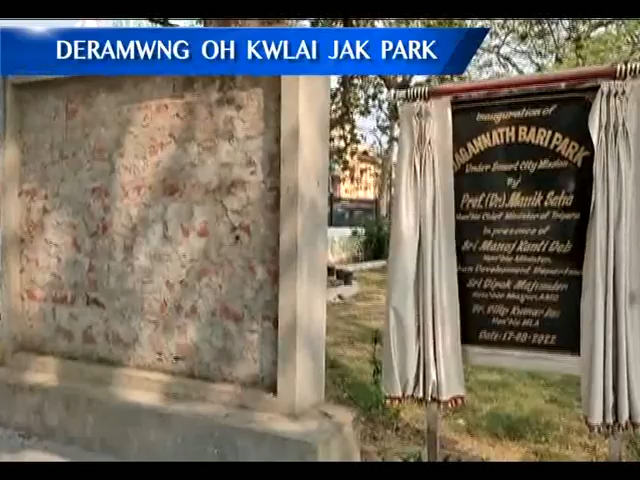 DERAMWNG OH KWLAI JAK PARK
Inauguration of
JAGANNATH BARI PARK
Under Smart City Mission
By
Prof.(Dr.) Manik Saha
Hon'ble Chief Minister of Tripura
In presence of
Sri Manoj Kanti Deb
Hon'ble Minister,
Urban Development Department
Sri Dipak Majumder
Hon'ble Mayor, AMC
Dilip Kumar Das
Hon'ble MLA
Date:17-09-2022